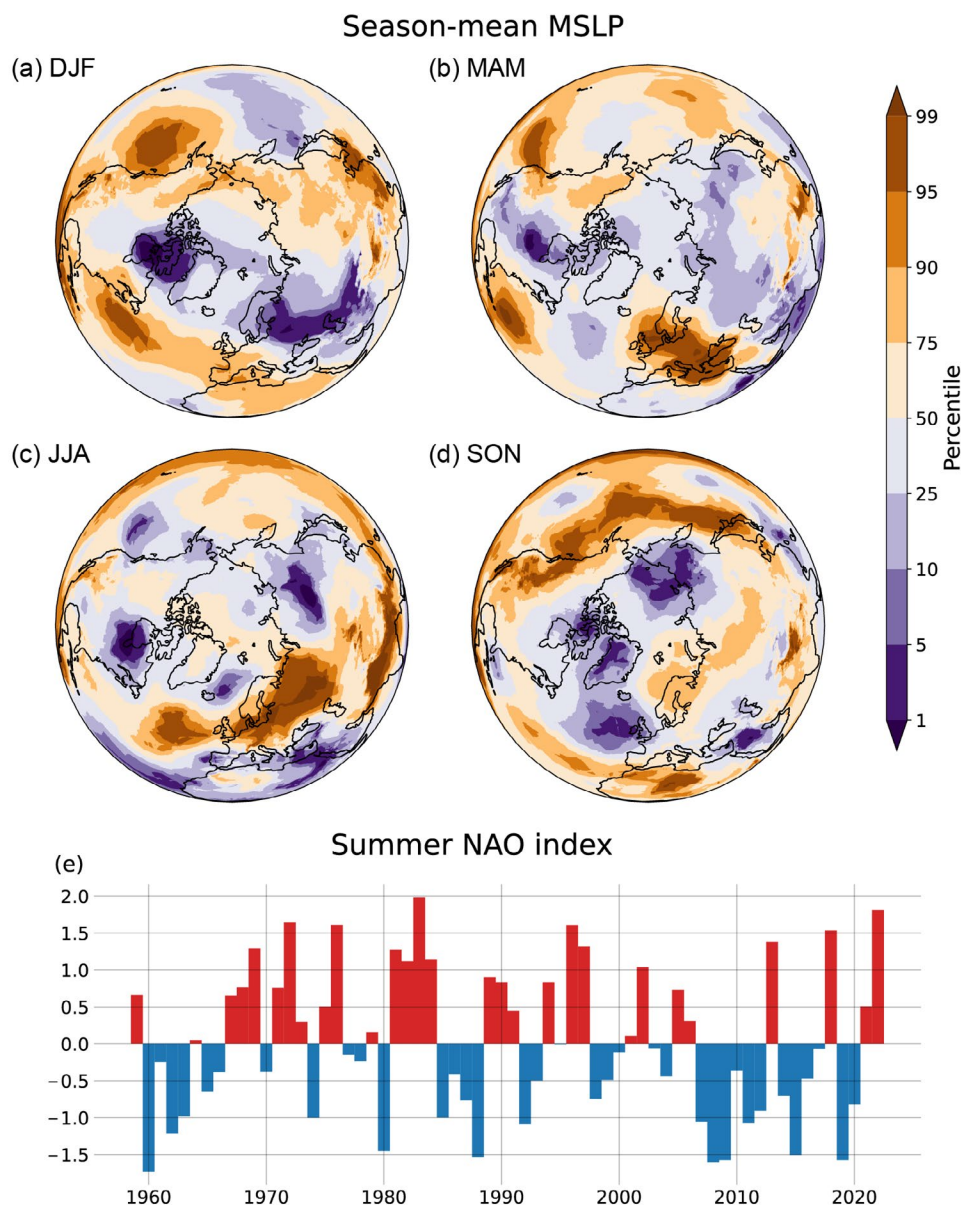 Season-mean MSLP
(a) DJF
(b) MAM
99
95
90
75
50
25
10
5
1
Percentile
(c) JJA
(d) SON
Summer NAO index
(e)
2.0
1.5
1.0
0.5
0.0
−0.5
−1.0
−1.5
1960 1970 1980 1990 2000 2010 2020